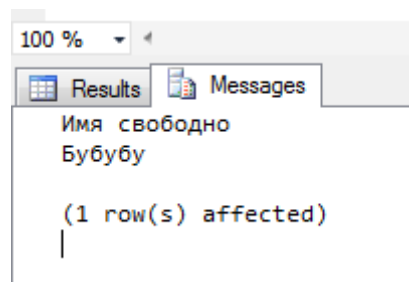 100 %
Results Messages
Имя свободно
Бубубу
(1 row(s) affected)